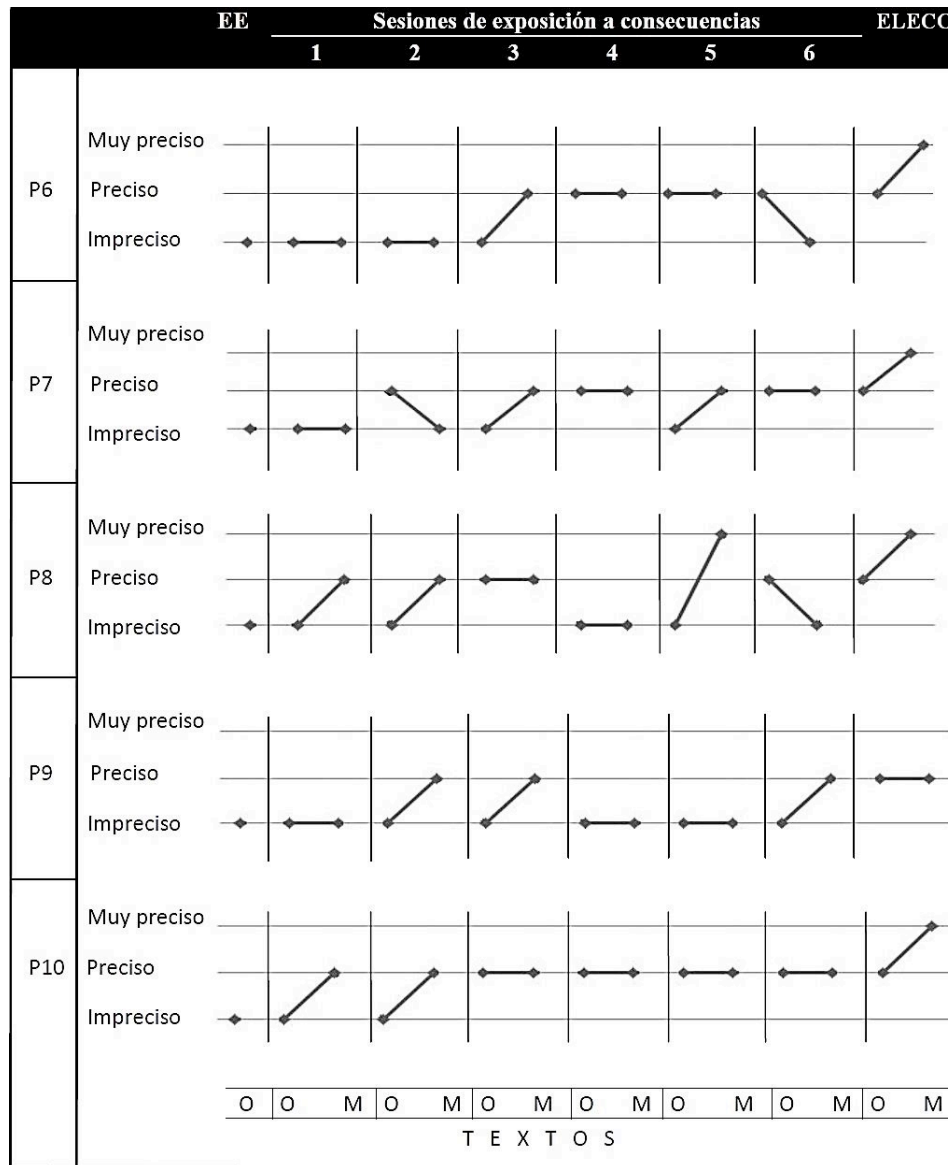 EE Sesiones de exposición a consecuencias ELECC
1 2 3 4 5 6
P6
Muy preciso
Preciso
Impreciso
P7
Muy preciso
Preciso
Impreciso
P8
Muy preciso
Preciso
Impreciso
P9
Muy preciso
Preciso
Impreciso
P10
Muy preciso
Preciso
Impreciso
O O M O M O M O M O M O M O M
T E X T O S